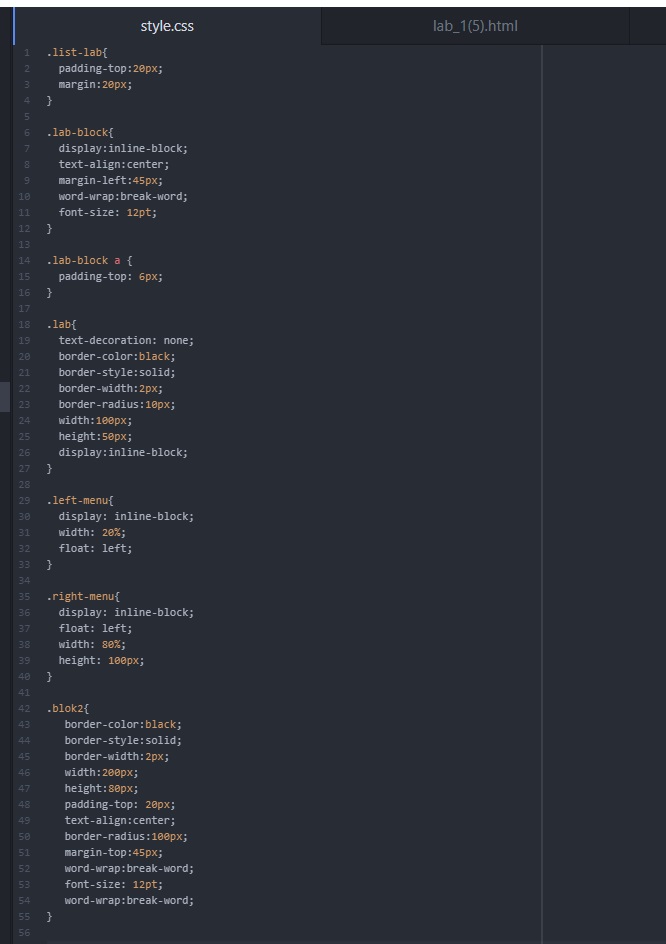 style.css lab_1(5).html
1 .list-lab{
2 padding-top:20px;
3 margin:20px;
4 }
5
6 .lab-block{
7 display:inline-block;
8 text-align:center;
9 margin-left:45px;
10 word-wrap:break-word;
11 font-size: 12pt;
12 }
13
14 .lab-block a {
15 padding-top: 6px;
16 }
17
18 .lab{
19 text-decoration: none;
20 border-color:black;
21 border-style:solid;
22 border-width:2px;
23 border-radius:10px;
24 width:100px;
25 height:50px;
26 display:inline-block;
27 }
28
29 .left-menu{
30 display: inline-block;
31 width: 20%;
32 float: left;
33 }
34
35 .right-menu{
36 display: inline-block;
37 float: left;
38 width: 80%;
39 height: 100px;
40 }
41
42 .blok2{
43 border-color:black;
44 border-style:solid;
45 border-width:2px;
46 width:200px;
47 height:80px;
48 padding-top: 20px;
49 text-align:center;
50 border-radius:100px;
51 margin-top:45px;
52 word-wrap:break-word;
53 font-size: 12pt;
54 word-wrap:break-word;
55 }
56